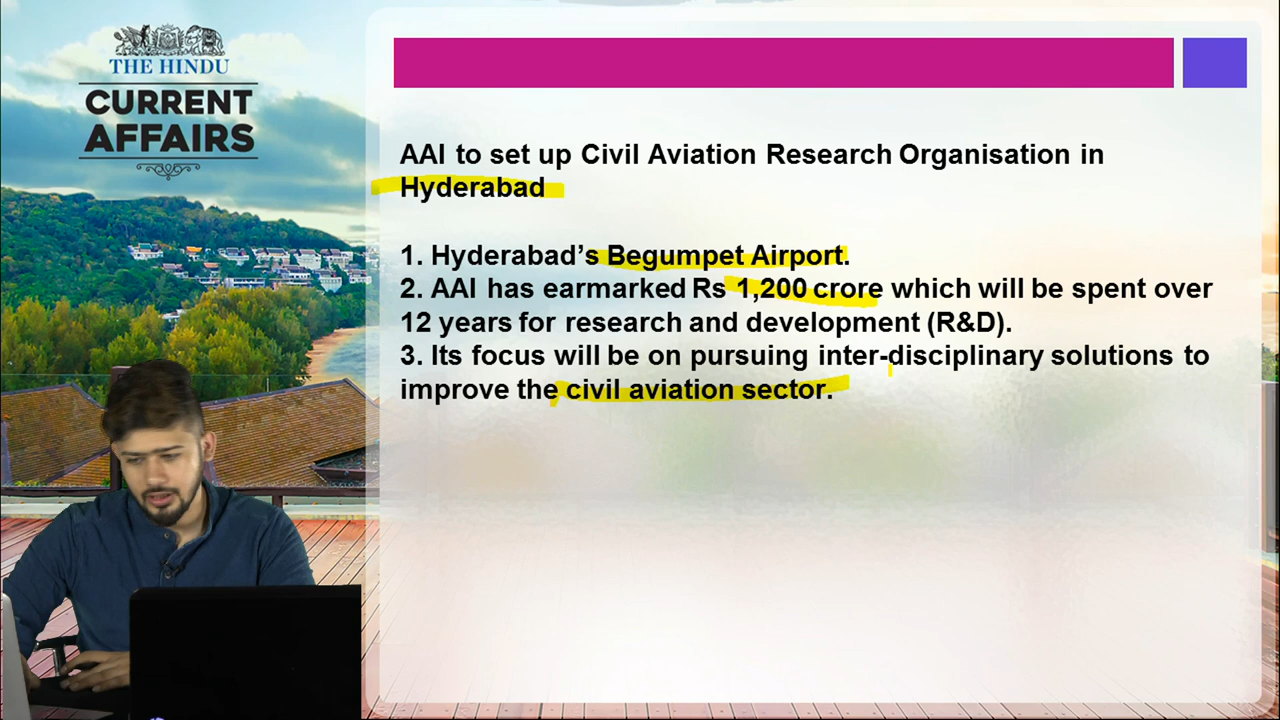 THE HINDU
CURRENT
AFFAIRS
AAI to set up Civil Aviation Research Organisation in
Hyderabad
1. Hyderabad’s Begumpet Airport.
2. AAI has earmarked Rs 1,200 crore which will be spent over
12 years for research and development (R&D).
3. Its focus will be on pursuing inter-disciplinary solutions to
improve the civil aviation sector.